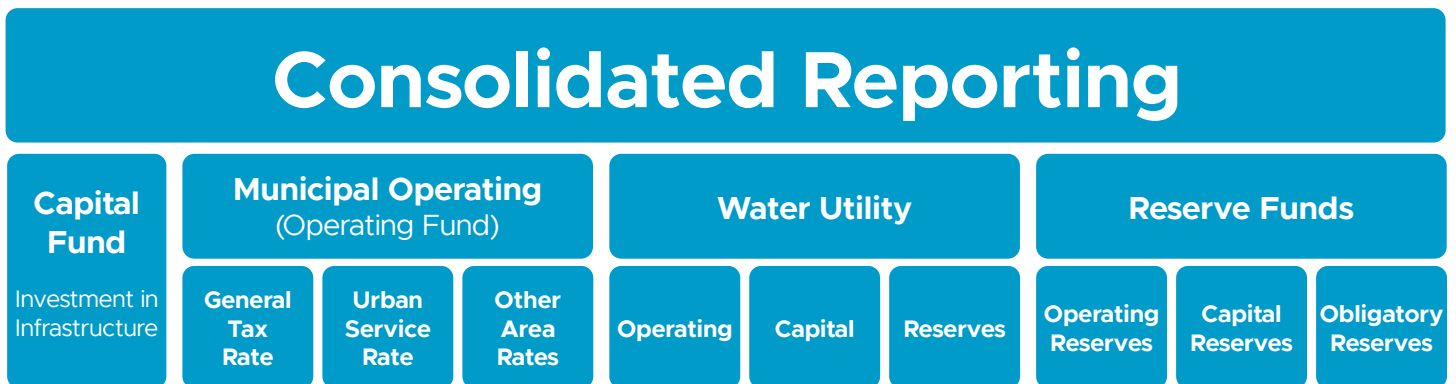 Consolidated Reporting
Capital
Fund
Investment in
Infrastructure
Municipal Operating
(Operating Fund)
General
Tax
Rate
Urban
Service
Rate
Other
Area
Rates
Water Utility
Operating
Capital
Reserves
Reserve Funds
Operating
Reserves
Capital
Reserves
Obligatory
Reserves